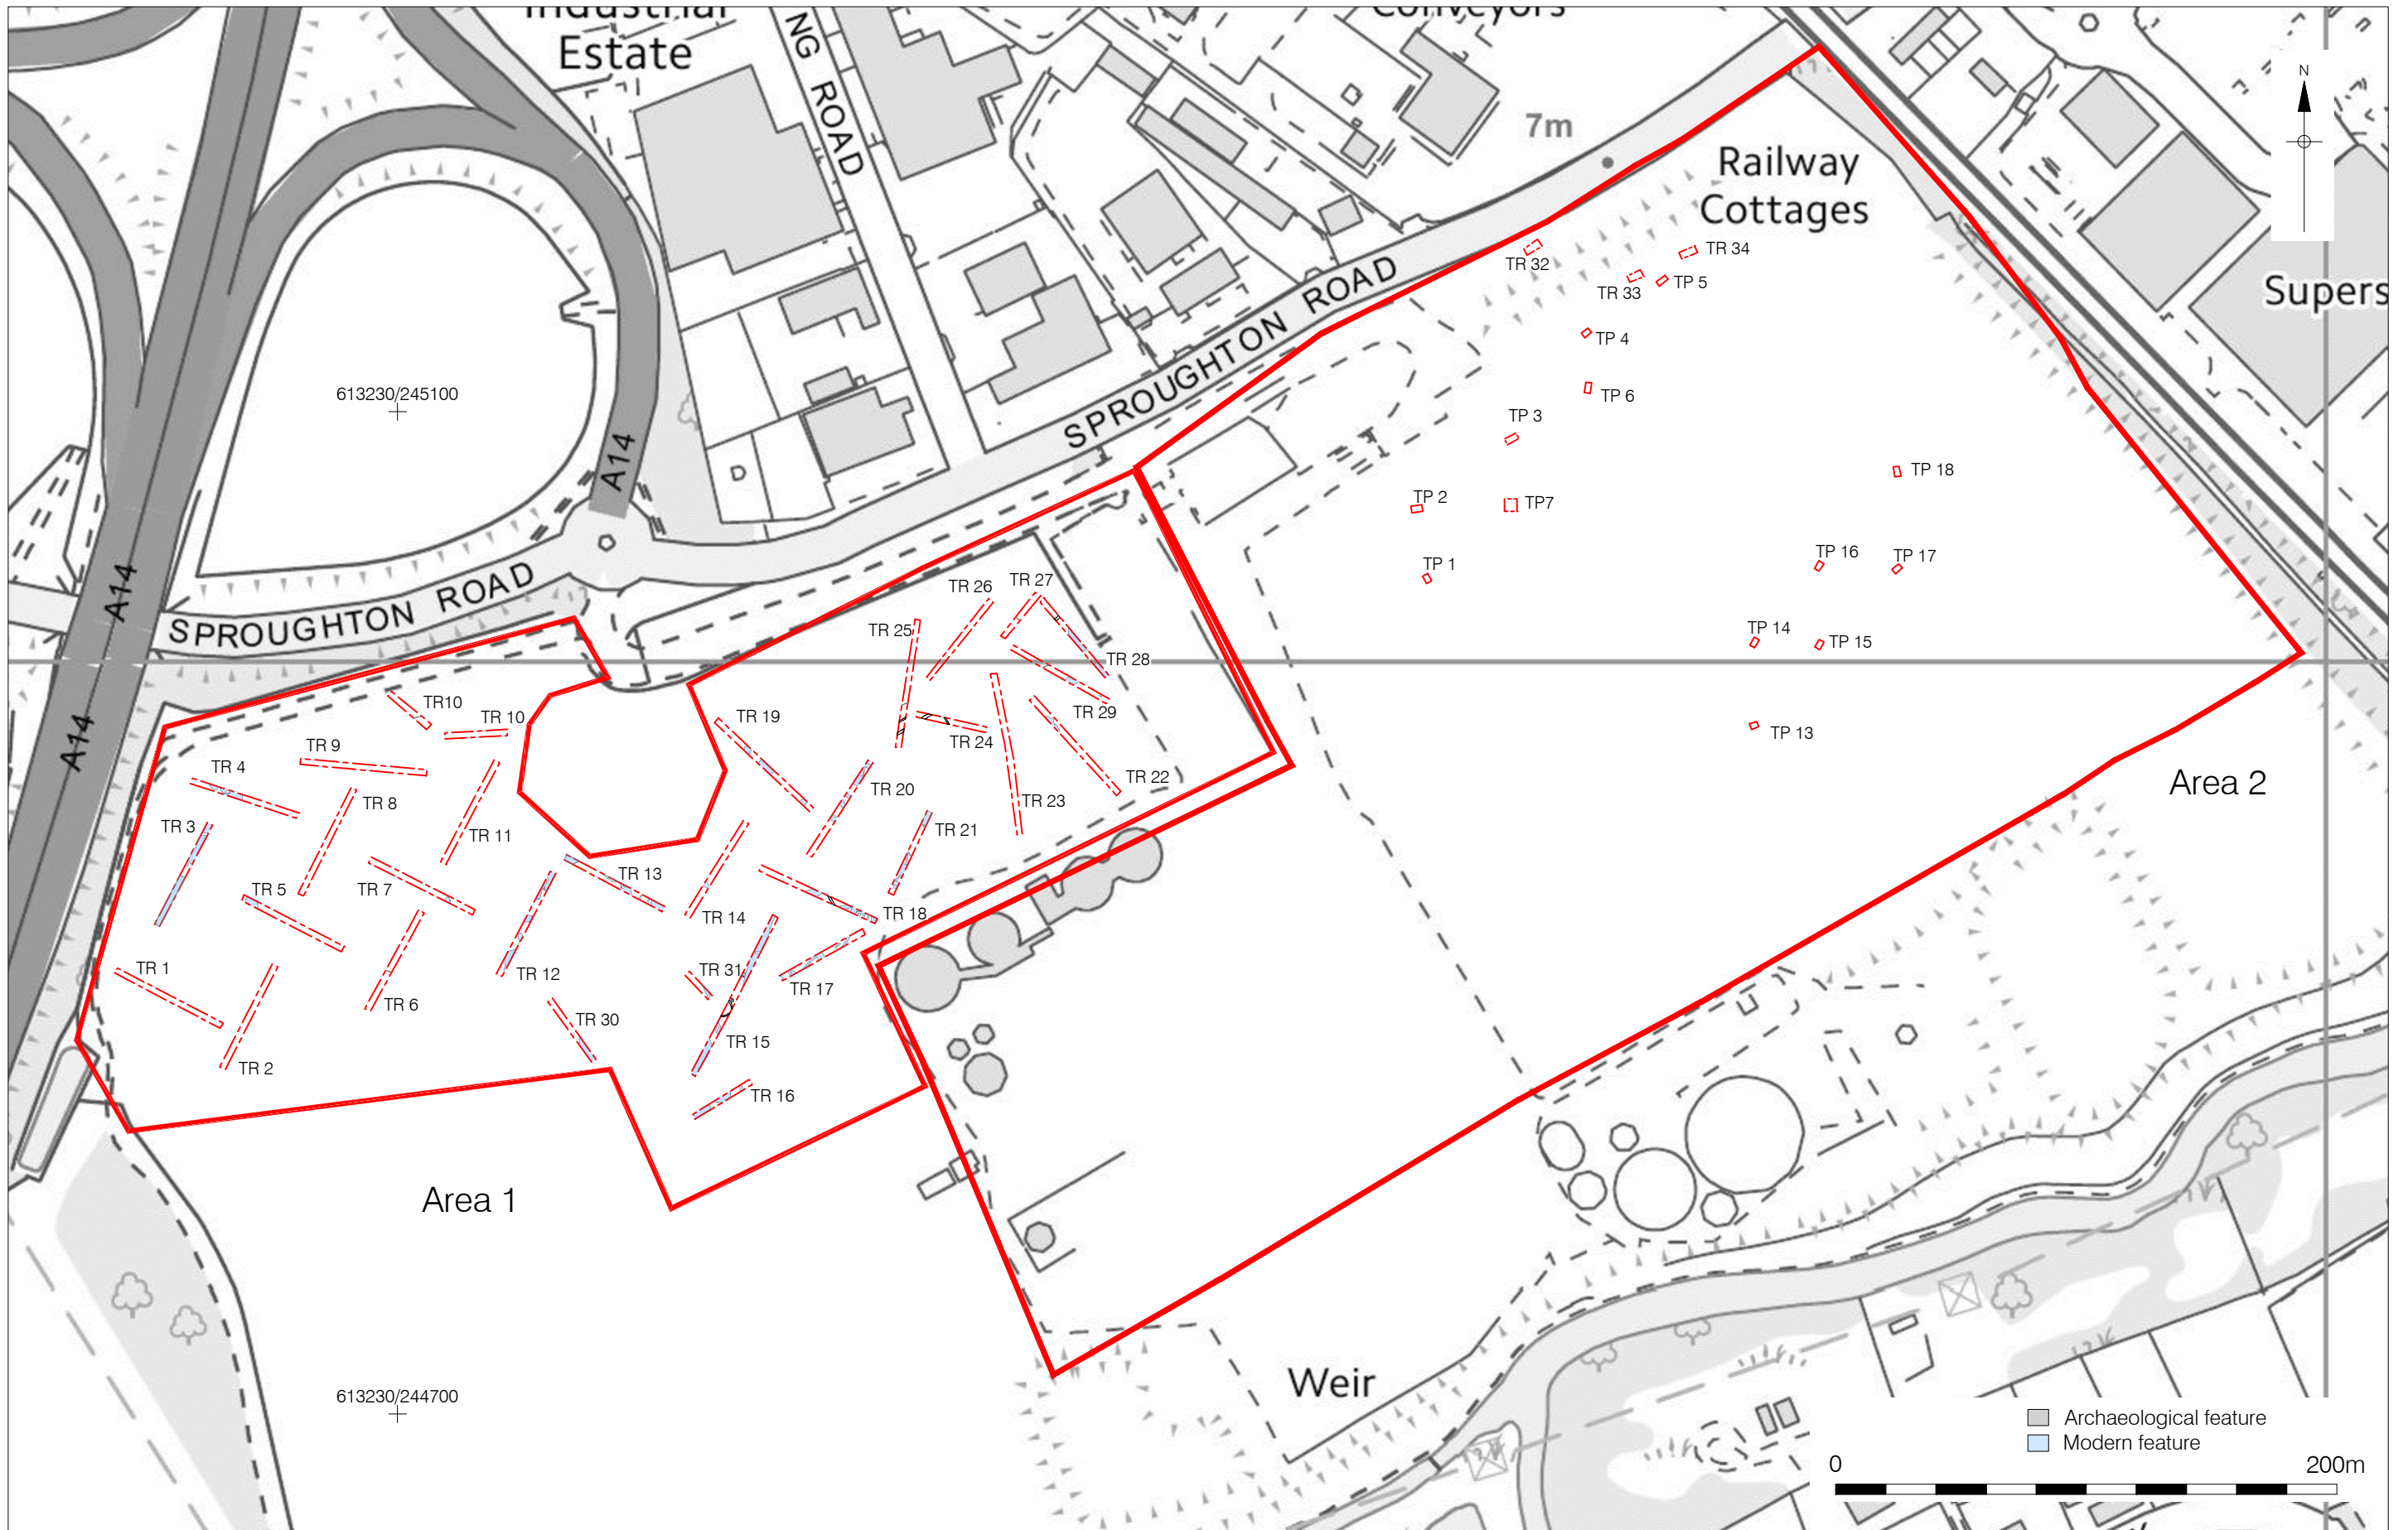 Industrial
Estate
NG ROAD
Conveyors
7m
Railway
Cottages
N
Supers
TR 32
TR 34
TR 33
TP 5
TP 4
TP 6
TP 3
TP 2
TP7
TP 1
TP 18
TP 16
TP 17
TP 14
TP 15
TP 13
Area 2
613230/245100
A14
A14
A14
SPROUGHTON ROAD
SPROUGHTON ROAD
D
TR 26
TR 27
TR 25
TR 28
TR 29
TR 24
TR 22
TR 23
TR 19
TR 20
TR 21
TR10
TR 10
TR 9
TR 4
TR 8
TR 3
TR 11
TR 5
TR 7
TR 13
TR 14
TR 18
TR 1
TR 12
TR 31
TR 17
TR 6
TR 30
TR 2
TR 15
TR 16
Area 1
613230/244700
Weir
Archaeological feature
Modern feature
0
200m